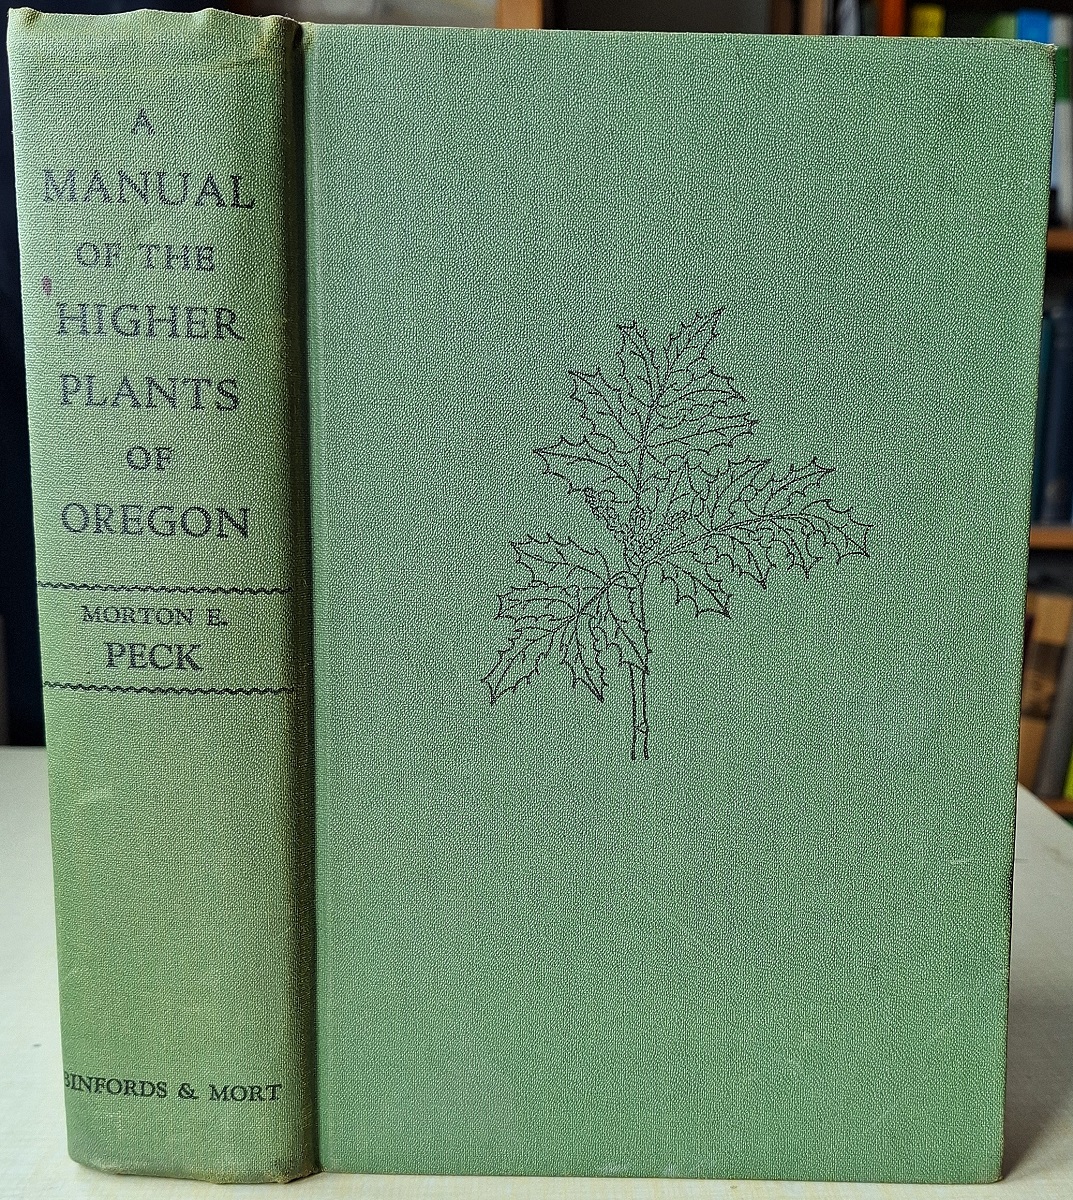 A
MANUAL
OF THE
HIGHER
PLANTS
OF
OREGON
MORTON E.
PECK
BINFORDS & MORT